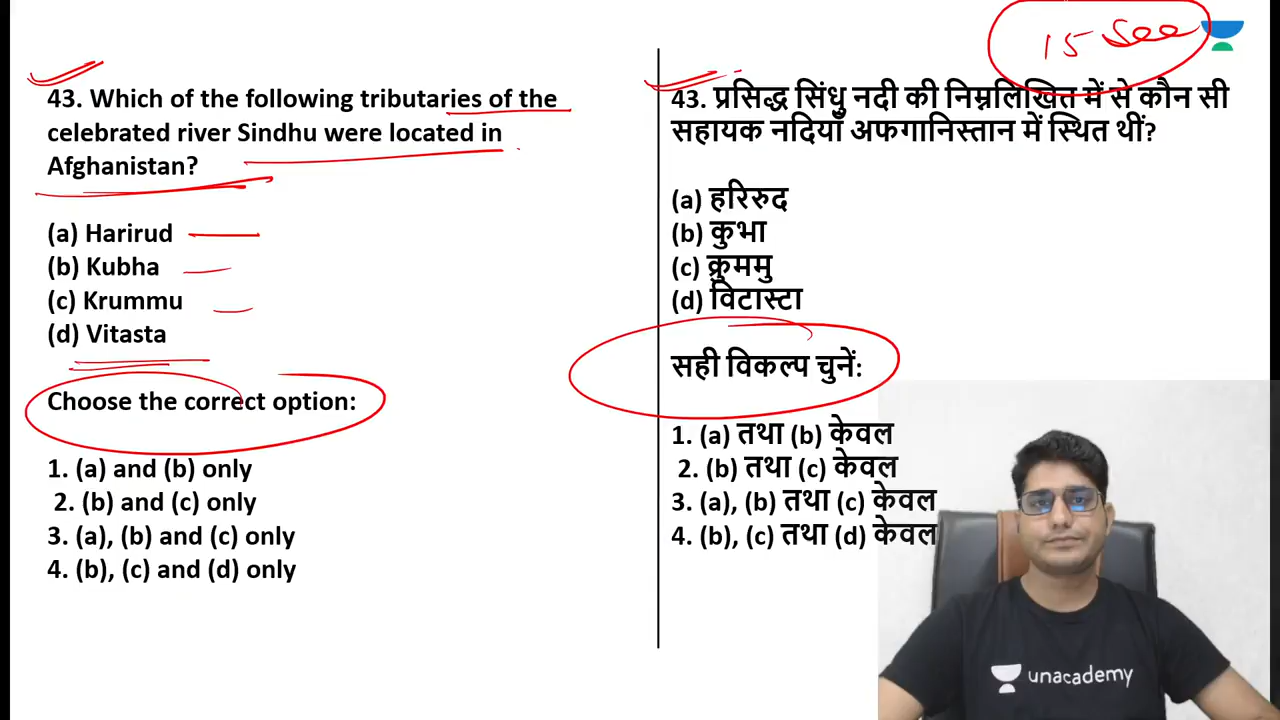 15 See
43. Which of the following tributaries of the
celebrated river Sindhu were located in
Afghanistan?
(a) Harirud
(b) Kubha
(c) Krummu
(d) Vitasta
Choose the correct option:
1. (a) and (b) only
2. (b) and (c) only
3. (a), (b) and (c) only
4. (b), (c) and (d) only
43. प्रसिद्ध सिंधु नदी की निम्नलिखित में से कौन सी
सहायक नदियाँ अफगानिस्तान में स्थित थीं?
(a) हरिरुद
(b) कुभा
(c) क्रुममु
(d) विटास्टा
सही विकल्प चुनें:
1. (a) तथा (b) केवल
2. (b) तथा (c) केवल
3. (a), (b) तथा (c) केवल
4. (b), (c) तथा (d) केवल
unacademy